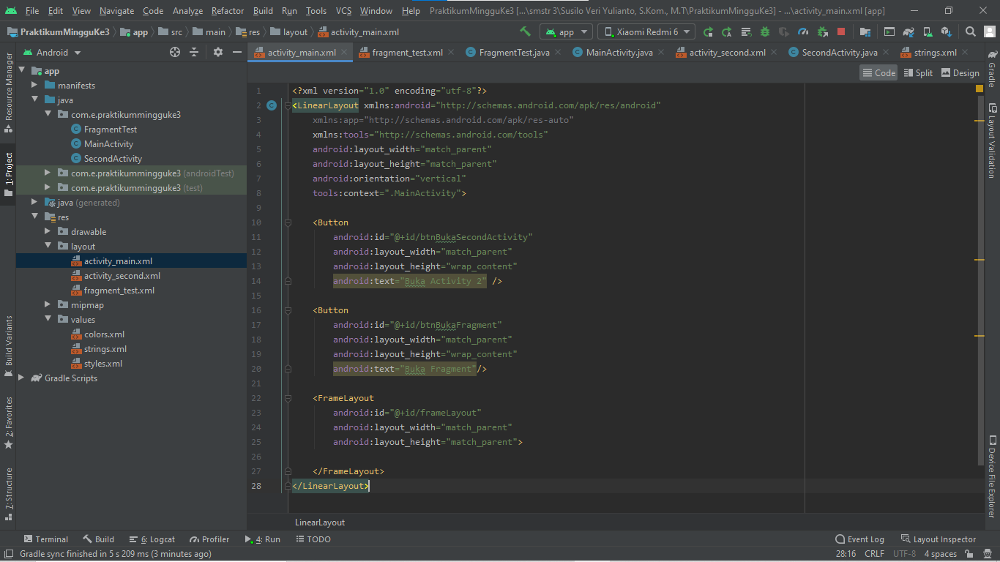 File Edit View Navigate Code Analyze Refactor Build Run Tools VCS Window Help PraktikumMingguKe3 [...\smstr 3\Susilo Veri Yulianto, S.Kom., M.T\PraktikumMingguKe3] - ...\activity_main.xml [app]
PraktikumMingguKe3 app src main res layout activity_main.xml app Xiaomi Redmi 6
Android activity_main.xml fragment_test.xml FragmentTest.java MainActivity.java activity_second.xml SecondActivity.java strings.xml
Code Split Design
Resource Manager
1: Project
Build Variants
2: Favorites
7: Structure
app
manifests
java
com.e.praktikummingguke3
FragmentTest
MainActivity
SecondActivity
com.e.praktikummingguke3 (androidTest)
com.e.praktikummingguke3 (test)
java (generated)
res
drawable
layout
activity_main.xml
activity_second.xml
fragment_test.xml
mipmap
values
colors.xml
strings.xml
styles.xml
Gradle Scripts
1 <?xml version="1.0" encoding="utf-8"?>
2 <LinearLayout xmlns:android="http://schemas.android.com/apk/res/android"
3 xmlns:app="http://schemas.android.com/apk/res-auto"
4 xmlns:tools="http://schemas.android.com/tools"
5 android:layout_width="match_parent"
6 android:layout_height="match_parent"
7 android:orientation="vertical"
8 tools:context=".MainActivity">
9
10 <Button
11 android:id="@+id/btnBukaSecondActivity"
12 android:layout_width="match_parent"
13 android:layout_height="wrap_content"
14 android:text="Buka Activity 2" />
15
16 <Button
17 android:id="@+id/btnBukaFragment"
18 android:layout_width="match_parent"
19 android:layout_height="wrap_content"
20 android:text="Buka Fragment"/>
21
22 <FrameLayout
23 android:id="@+id/frameLayout"
24 android:layout_width="match_parent"
25 android:layout_height="match_parent">
26
27 </FrameLayout>
28 </LinearLayout>
LinearLayout
Gradle
Layout Validation
Device File Explorer
Terminal Build 6: Logcat Profiler 4: Run TODO Event Log Layout Inspector
Gradle sync finished in 5 s 209 ms (3 minutes ago) 28:16 CRLF UTF-8 4 spaces